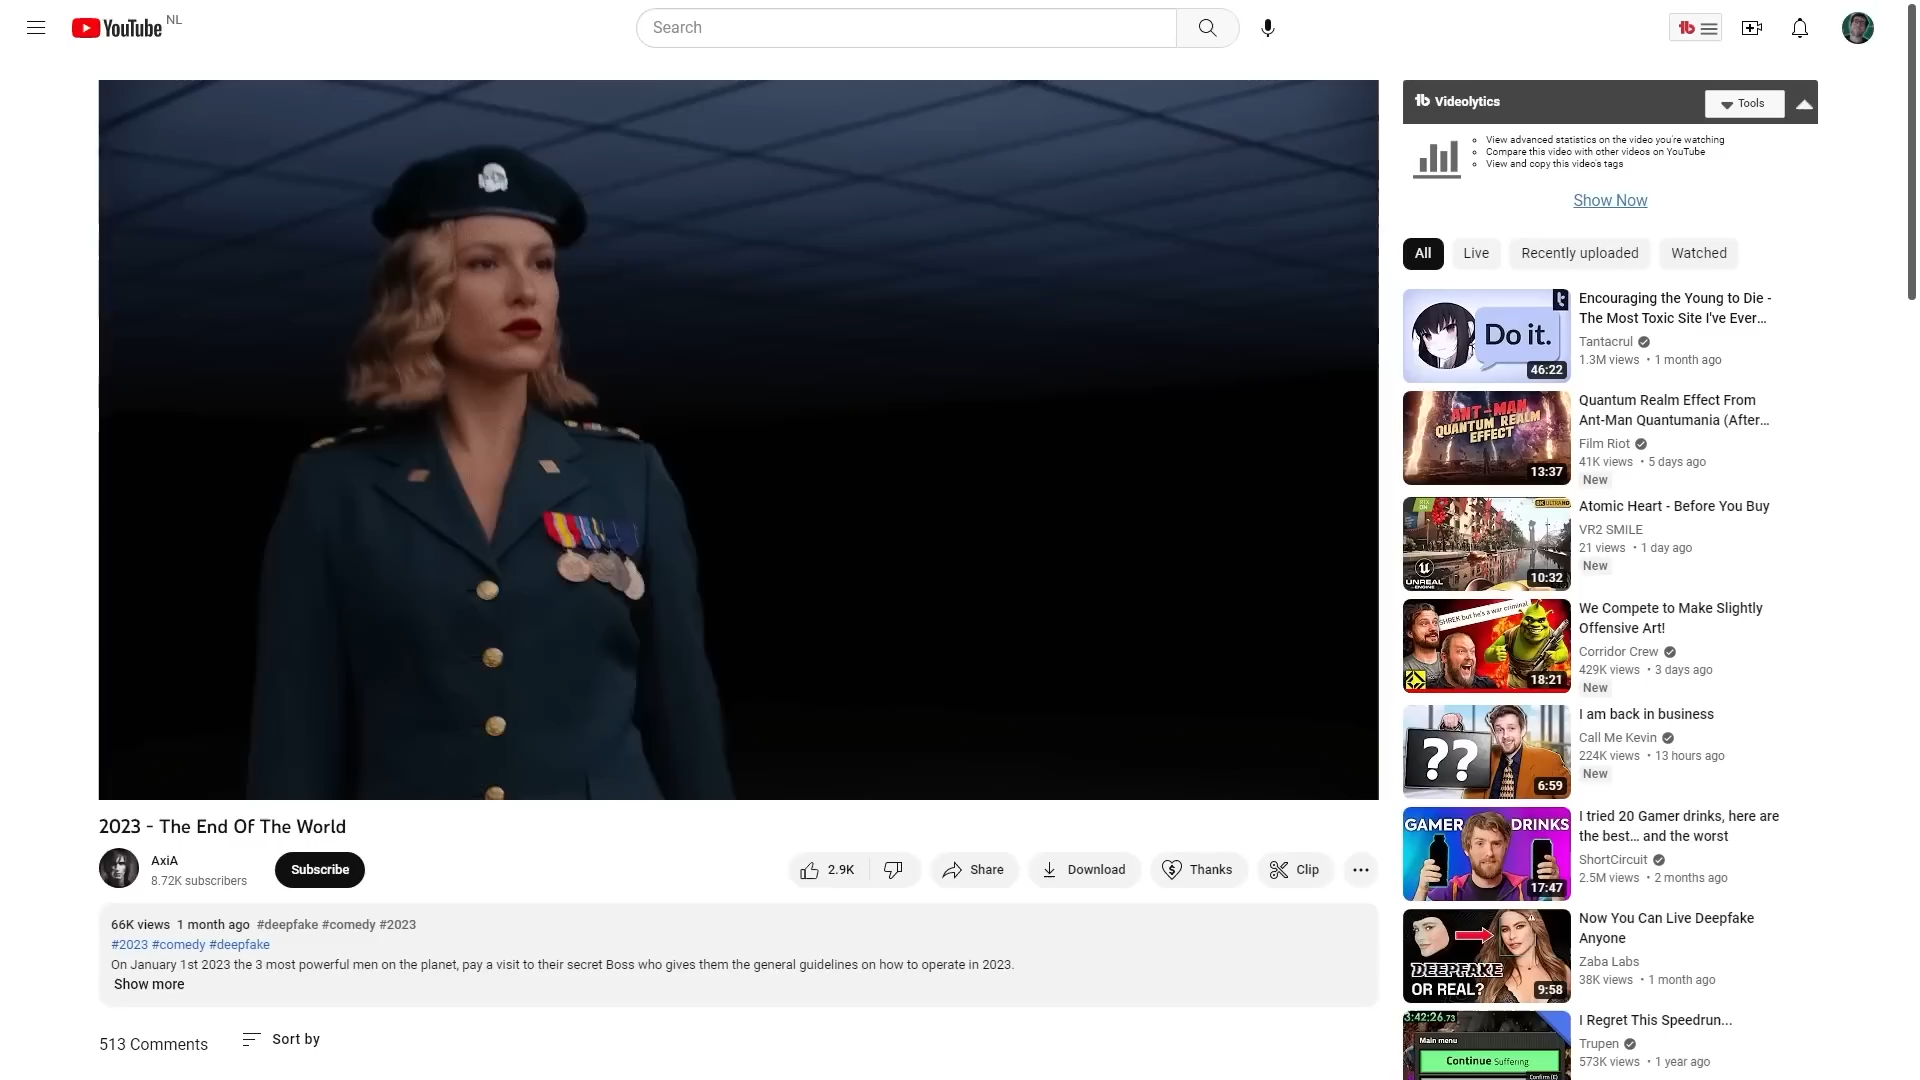 YouTube NL
Search
2023 - The End Of The World
AxiA
8.72K subscribers
Subscribe
2.9K
Share
Download
Thanks
Clip
66K views 1 month ago #deepfake #comedy #2023
#2023 #comedy #deepfake
On January 1st 2023 the 3 most powerful men on the planet, pay a visit to their secret Boss who gives them the general guidelines on how to operate in 2023.
Show more
513 Comments
Sort by
Videolytics
Tools
View advanced statistics on the video you're watching
Compare this video with other videos on YouTube
View and copy this video's tags
Show Now
All Live Recently uploaded Watched
Do it.
46:22
Encouraging the Young to Die -
The Most Toxic Site I've Ever…
Tantacrul
1.3M views • 1 month ago
ANT-MAN
QUANTUM REALM
EFFECT
13:37
Quantum Realm Effect From
Ant-Man Quantumania (After…
Film Riot
41K views • 5 days ago
New
RTX
ON
8K ULTRAHD
UNREAL
ENGINE
10:32
Atomic Heart - Before You Buy
VR2 SMILE
21 views • 1 day ago
New
SHREK but he's a war criminal
18:21
We Compete to Make Slightly
Offensive Art!
Corridor Crew
429K views • 3 days ago
New
??
6:59
I am back in business
Call Me Kevin
224K views • 13 hours ago
New
GAMER DRINKS
17:47
I tried 20 Gamer drinks, here are
the best… and the worst
ShortCircuit
2.5M views • 2 months ago
DEEPFAKE
OR REAL?
9:58
Now You Can Live Deepfake
Anyone
Zaba Labs
38K views • 1 month ago
3:42:26.73
Main menu
Continue Suffering
Confirm (E)
I Regret This Speedrun...
Trupen
573K views • 1 year ago